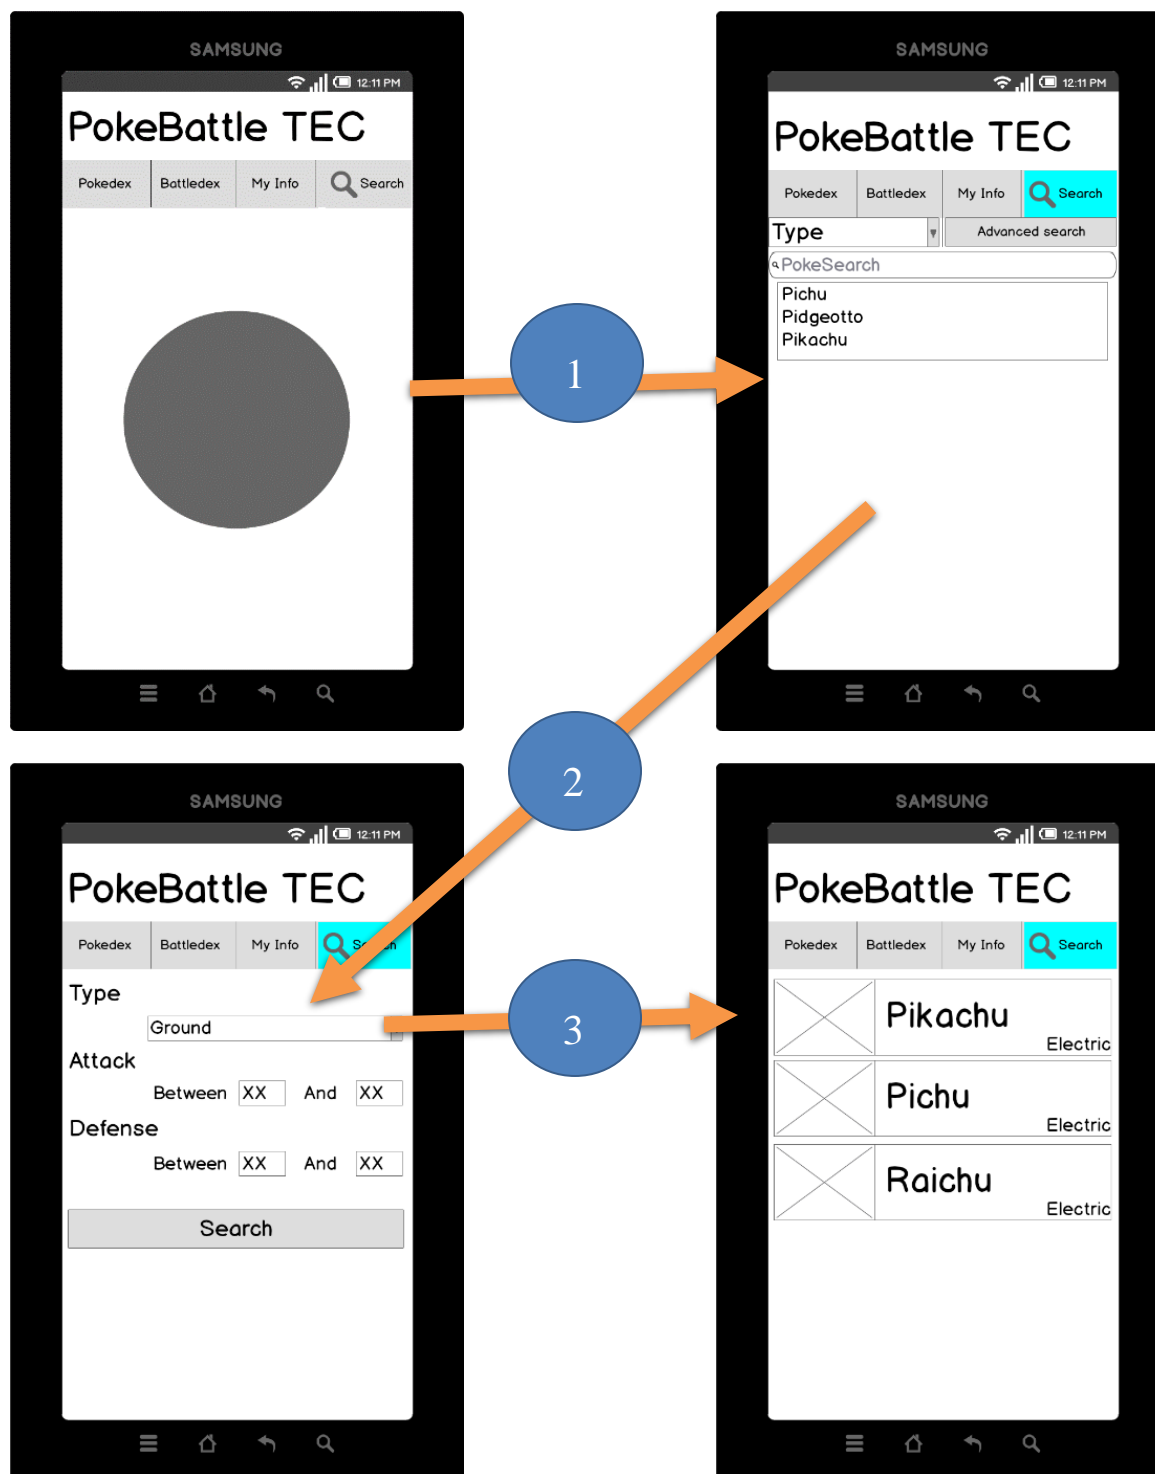 SAMSUNG
12:11 PM
PokeBattle TEC
Pokedex Battledex My Info Search
SAMSUNG
12:11 PM
PokeBattle TEC
Pokedex Battledex My Info Search
Type Advanced search
PokeSearch
Pichu
Pidgeotto
Pikachu
1
2
SAMSUNG
12:11 PM
PokeBattle TEC
Pokedex Battledex My Info Search
Type
Ground
Attack
Between XX And XX
Defense
Between XX And XX
Search
3
SAMSUNG
12:11 PM
PokeBattle TEC
Pokedex Battledex My Info Search
Pikachu
Electric
Pichu
Electric
Raichu
Electric